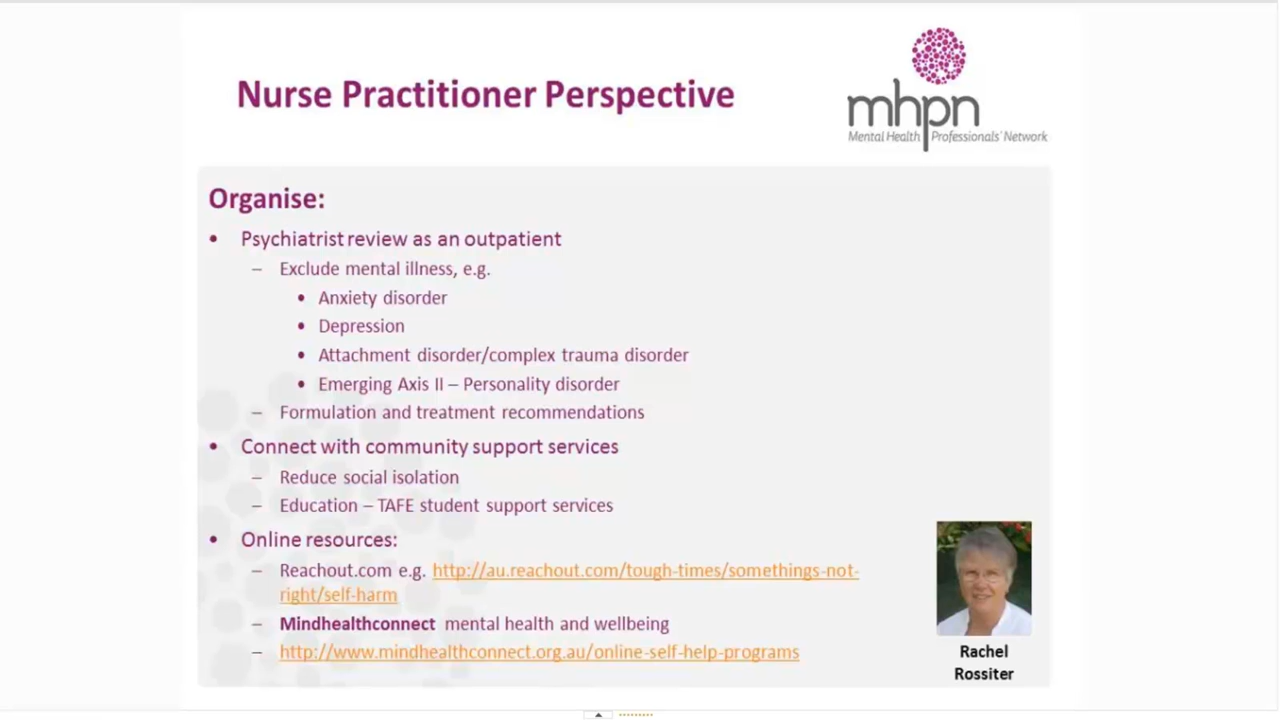 Nurse Practitioner Perspective
mhpn
Mental Health Professionals' Network
Organise:
• Psychiatrist review as an outpatient
– Exclude mental illness, e.g.
• Anxiety disorder
• Depression
• Attachment disorder/complex trauma disorder
• Emerging Axis II – Personality disorder
– Formulation and treatment recommendations
• Connect with community support services
– Reduce social isolation
– Education – TAFE student support services
• Online resources:
– Reachout.com e.g. http://au.reachout.com/tough-times/somethings-not-
right/self-harm
– Mindhealthconnect mental health and wellbeing
– http://www.mindhealthconnect.org.au/online-self-help-programs
Rachel
Rossiter